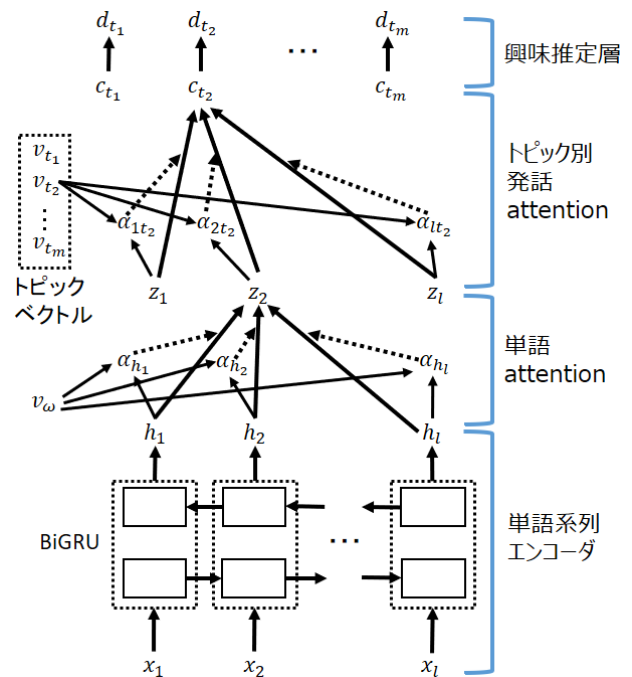 d_{t_1} d_{t_2} ... d_{t_m}
興味推定層
c_{t_1} c_{t_2} c_{t_m}
トピック別
発話
attention
v_{t_1}
v_{t_2}
⋮
v_{t_m}
トピック
ベクトル
α_{1t_2} α_{2t_2} α_{lt_2}
z_1 z_2 z_l
単語
attention
α_{h_1} α_{h_2} α_{h_l}
v_ω
h_1 h_2 h_l
BiGRU
...
単語系列
エンコーダ
x_1 x_2 x_l